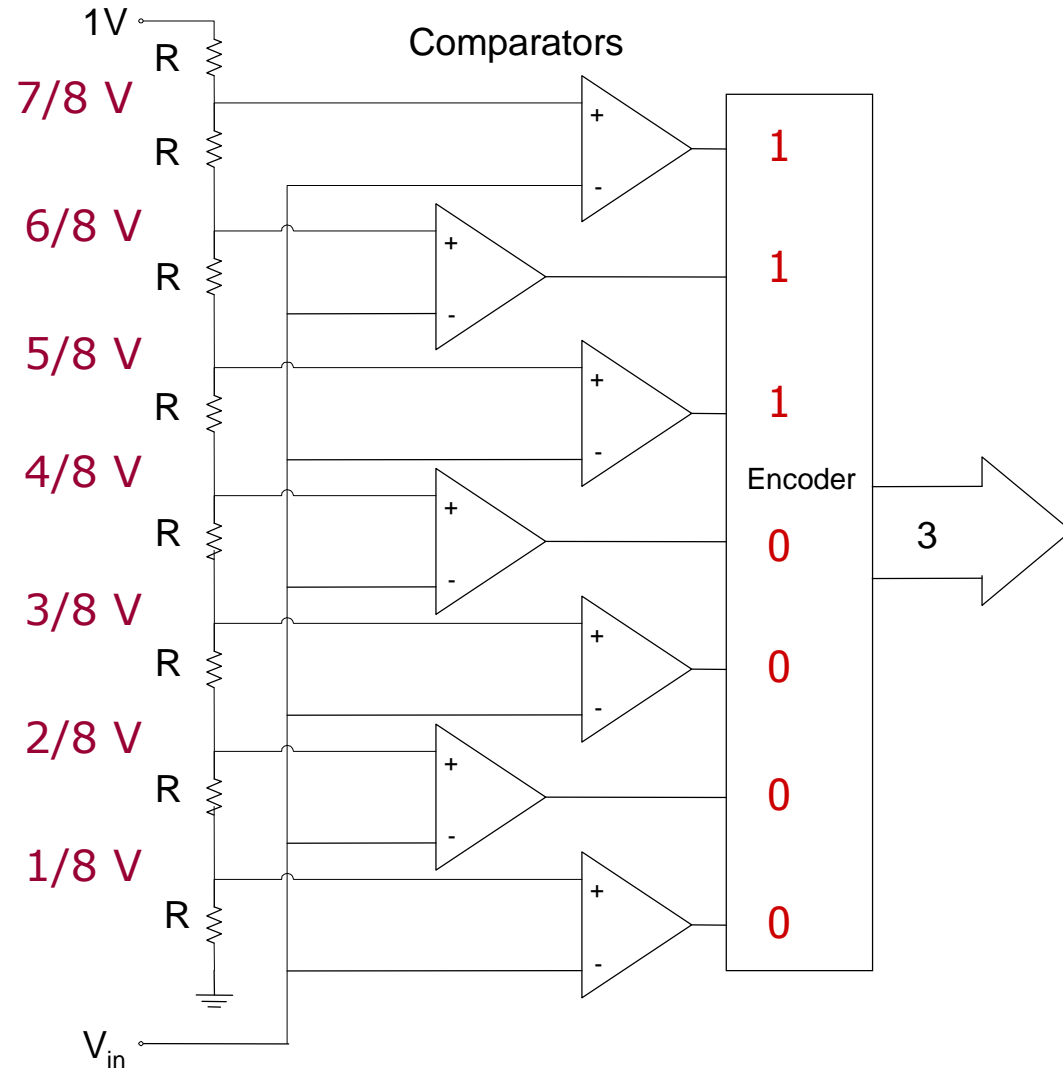 1V
Comparators
R
7/8 V
+
R
1
-
6/8 V
+
1
R
-
5/8 V
+
1
R
-
4/8 V
Encoder
+
R
0
3
-
3/8 V
+
R
0
-
2/8 V
+
R
0
-
1/8 V
+
R
0
-
Vin